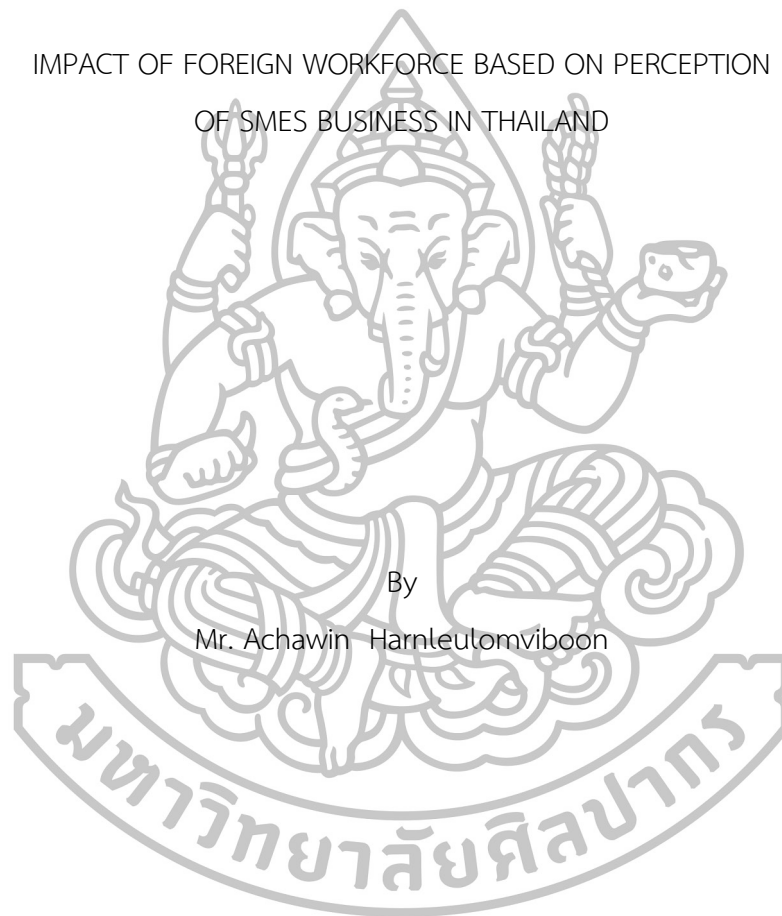 IMPACT OF FOREIGN WORKFORCE BASED ON PERCEPTION
OF SMES BUSINESS IN THAILAND
By
Mr. Achawin Harnleulomviboon
มหาวิทยาลัยศิลปากร